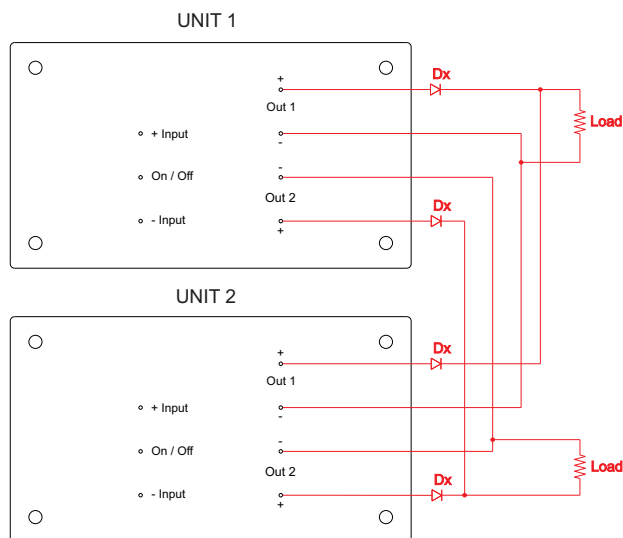 UNIT 1
+
Dx
Out 1
Load
+ Input
-
-
On / Off
Out 2
Dx
- Input
+
UNIT 2
+
Dx
Out 1
+ Input
-
-
On / Off
Load
Out 2
Dx
- Input
+